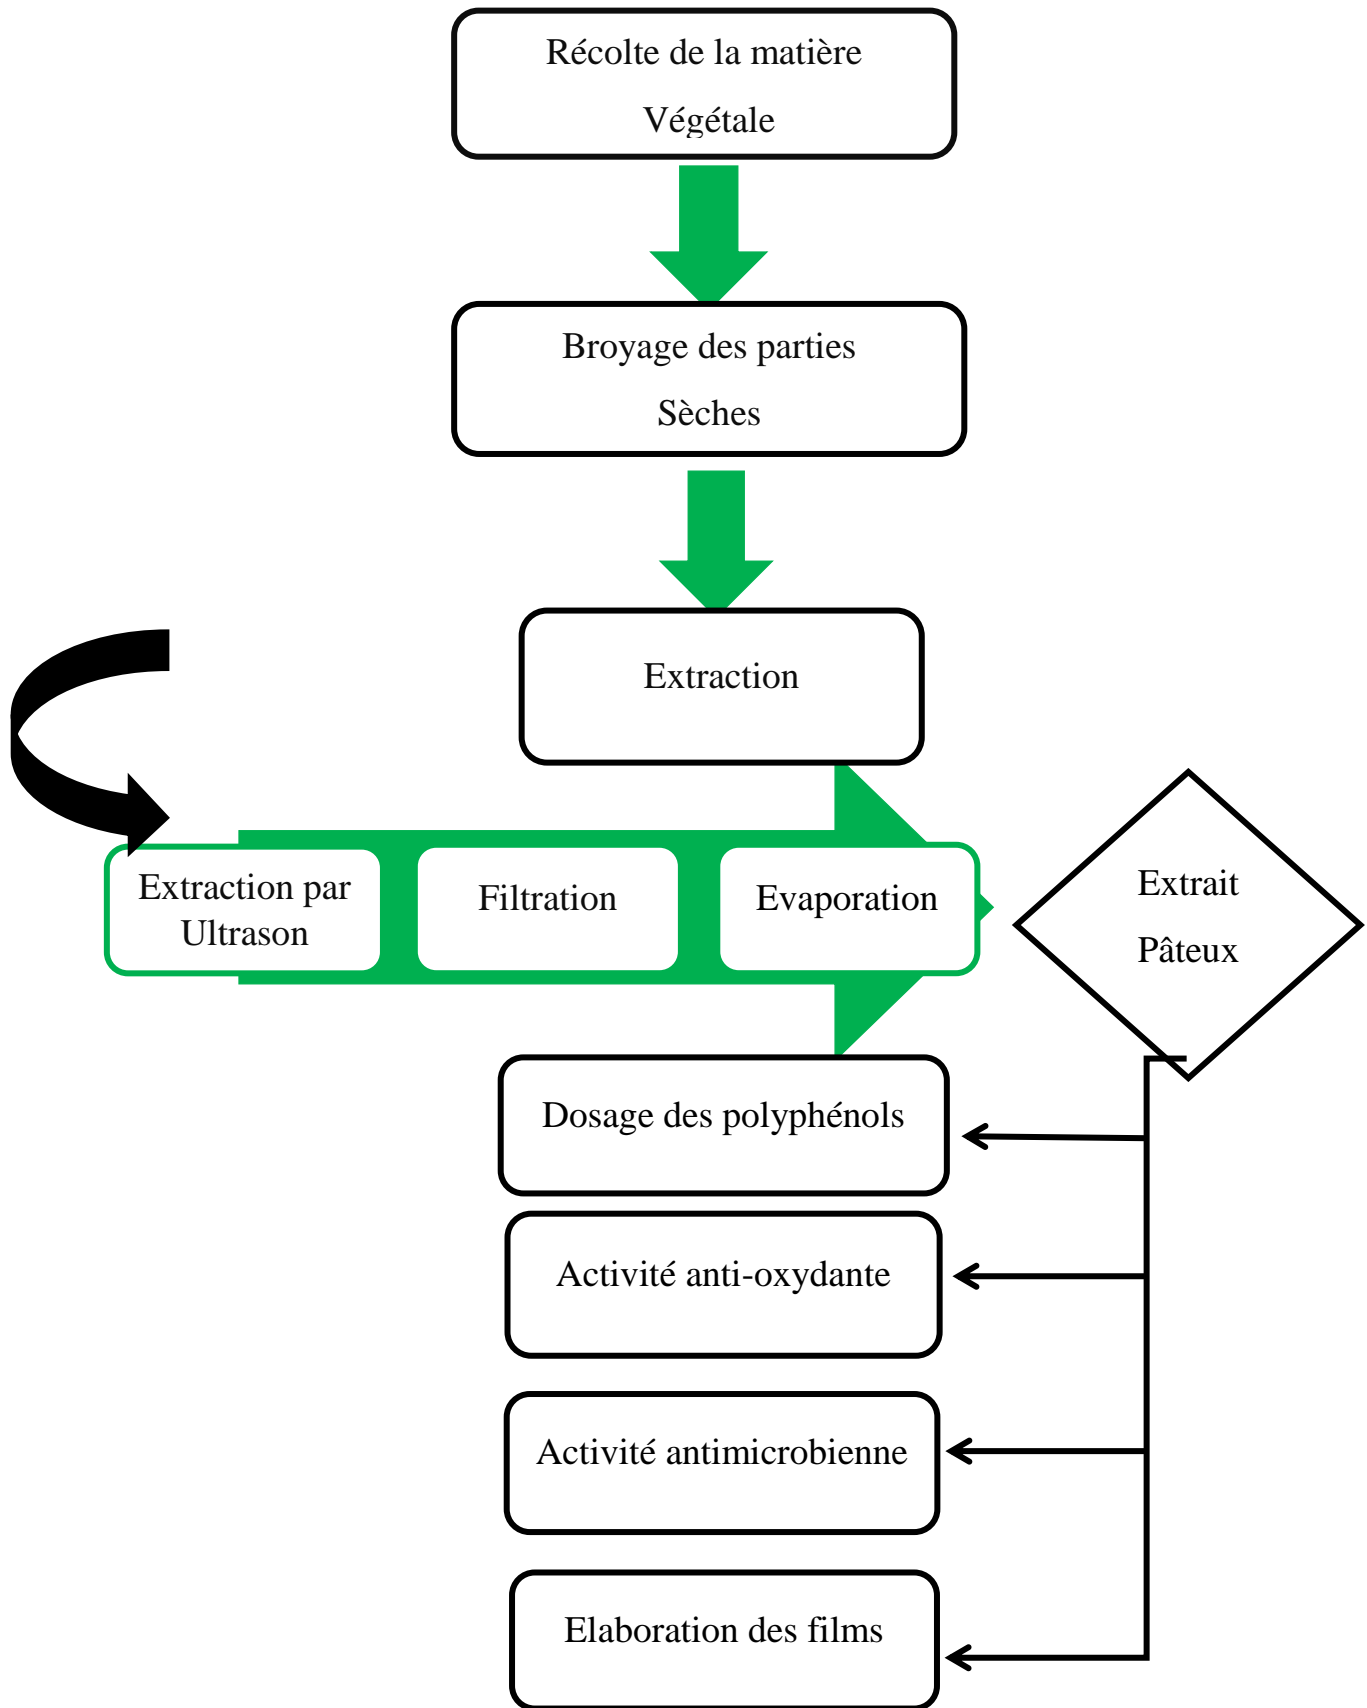 Récolte de la matière
Végétale
Broyage des parties
Sèches
Extraction
Extraction par
Ultrason
Filtration
Evaporation
Extrait
Pâteux
Dosage des polyphénols
Activité anti-oxydante
Activité antimicrobienne
Elaboration des films